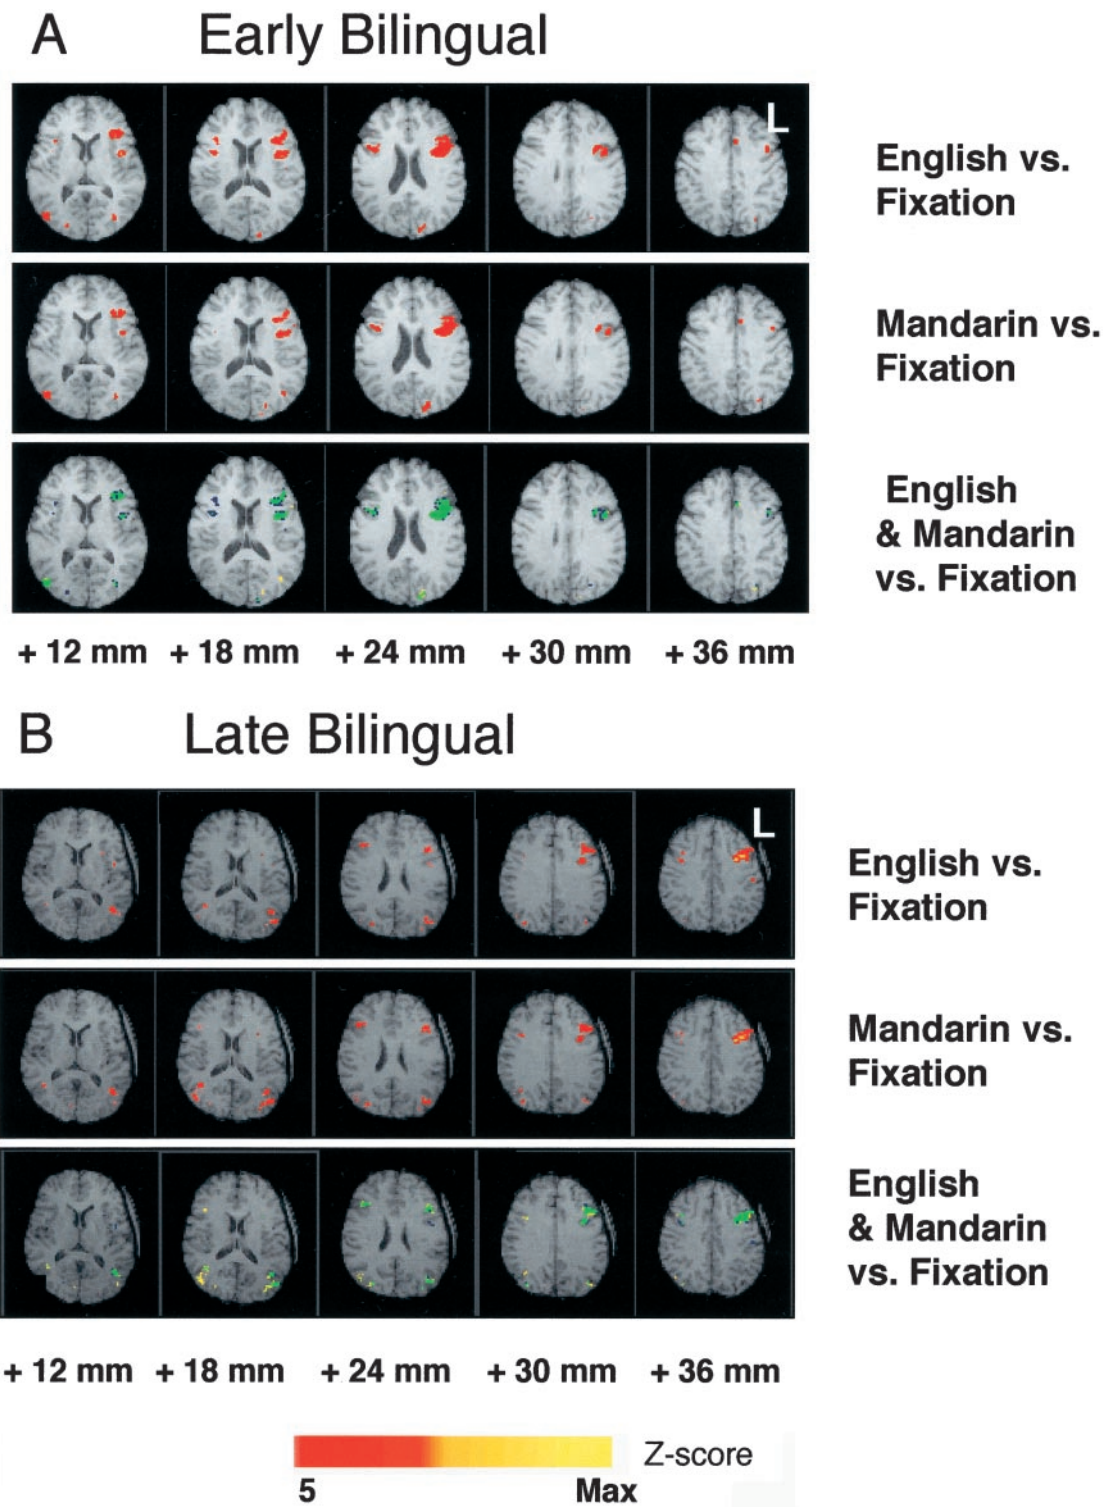 A Early Bilingual
L
English vs.
Fixation
Mandarin vs.
Fixation
English
& Mandarin
vs. Fixation
+ 12 mm + 18 mm + 24 mm + 30 mm + 36 mm
B Late Bilingual
L
English vs.
Fixation
Mandarin vs.
Fixation
English
& Mandarin
vs. Fixation
+ 12 mm + 18 mm + 24 mm + 30 mm + 36 mm
Z-score
5 Max